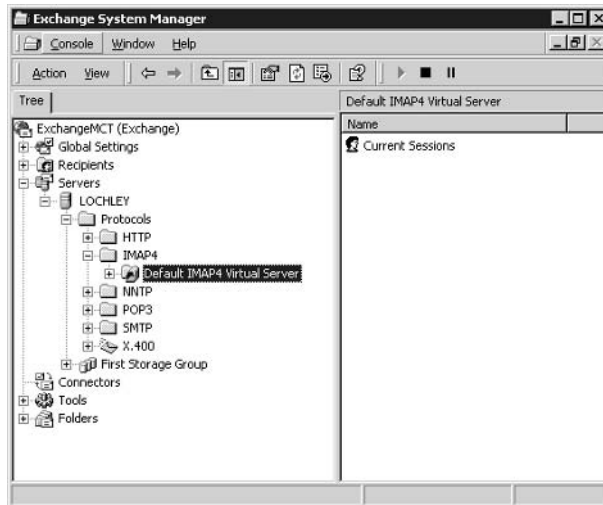 Exchange System Manager
Console Window Help
Action View
Tree
Default IMAP4 Virtual Server
Name
ExchangeMCT (Exchange)
Global Settings
Recipients
Servers
LOCHLEY
Protocols
HTTP
IMAP4
Default IMAP4 Virtual Server
NNTP
POP3
SMTP
X.400
First Storage Group
Connectors
Tools
Folders
Current Sessions